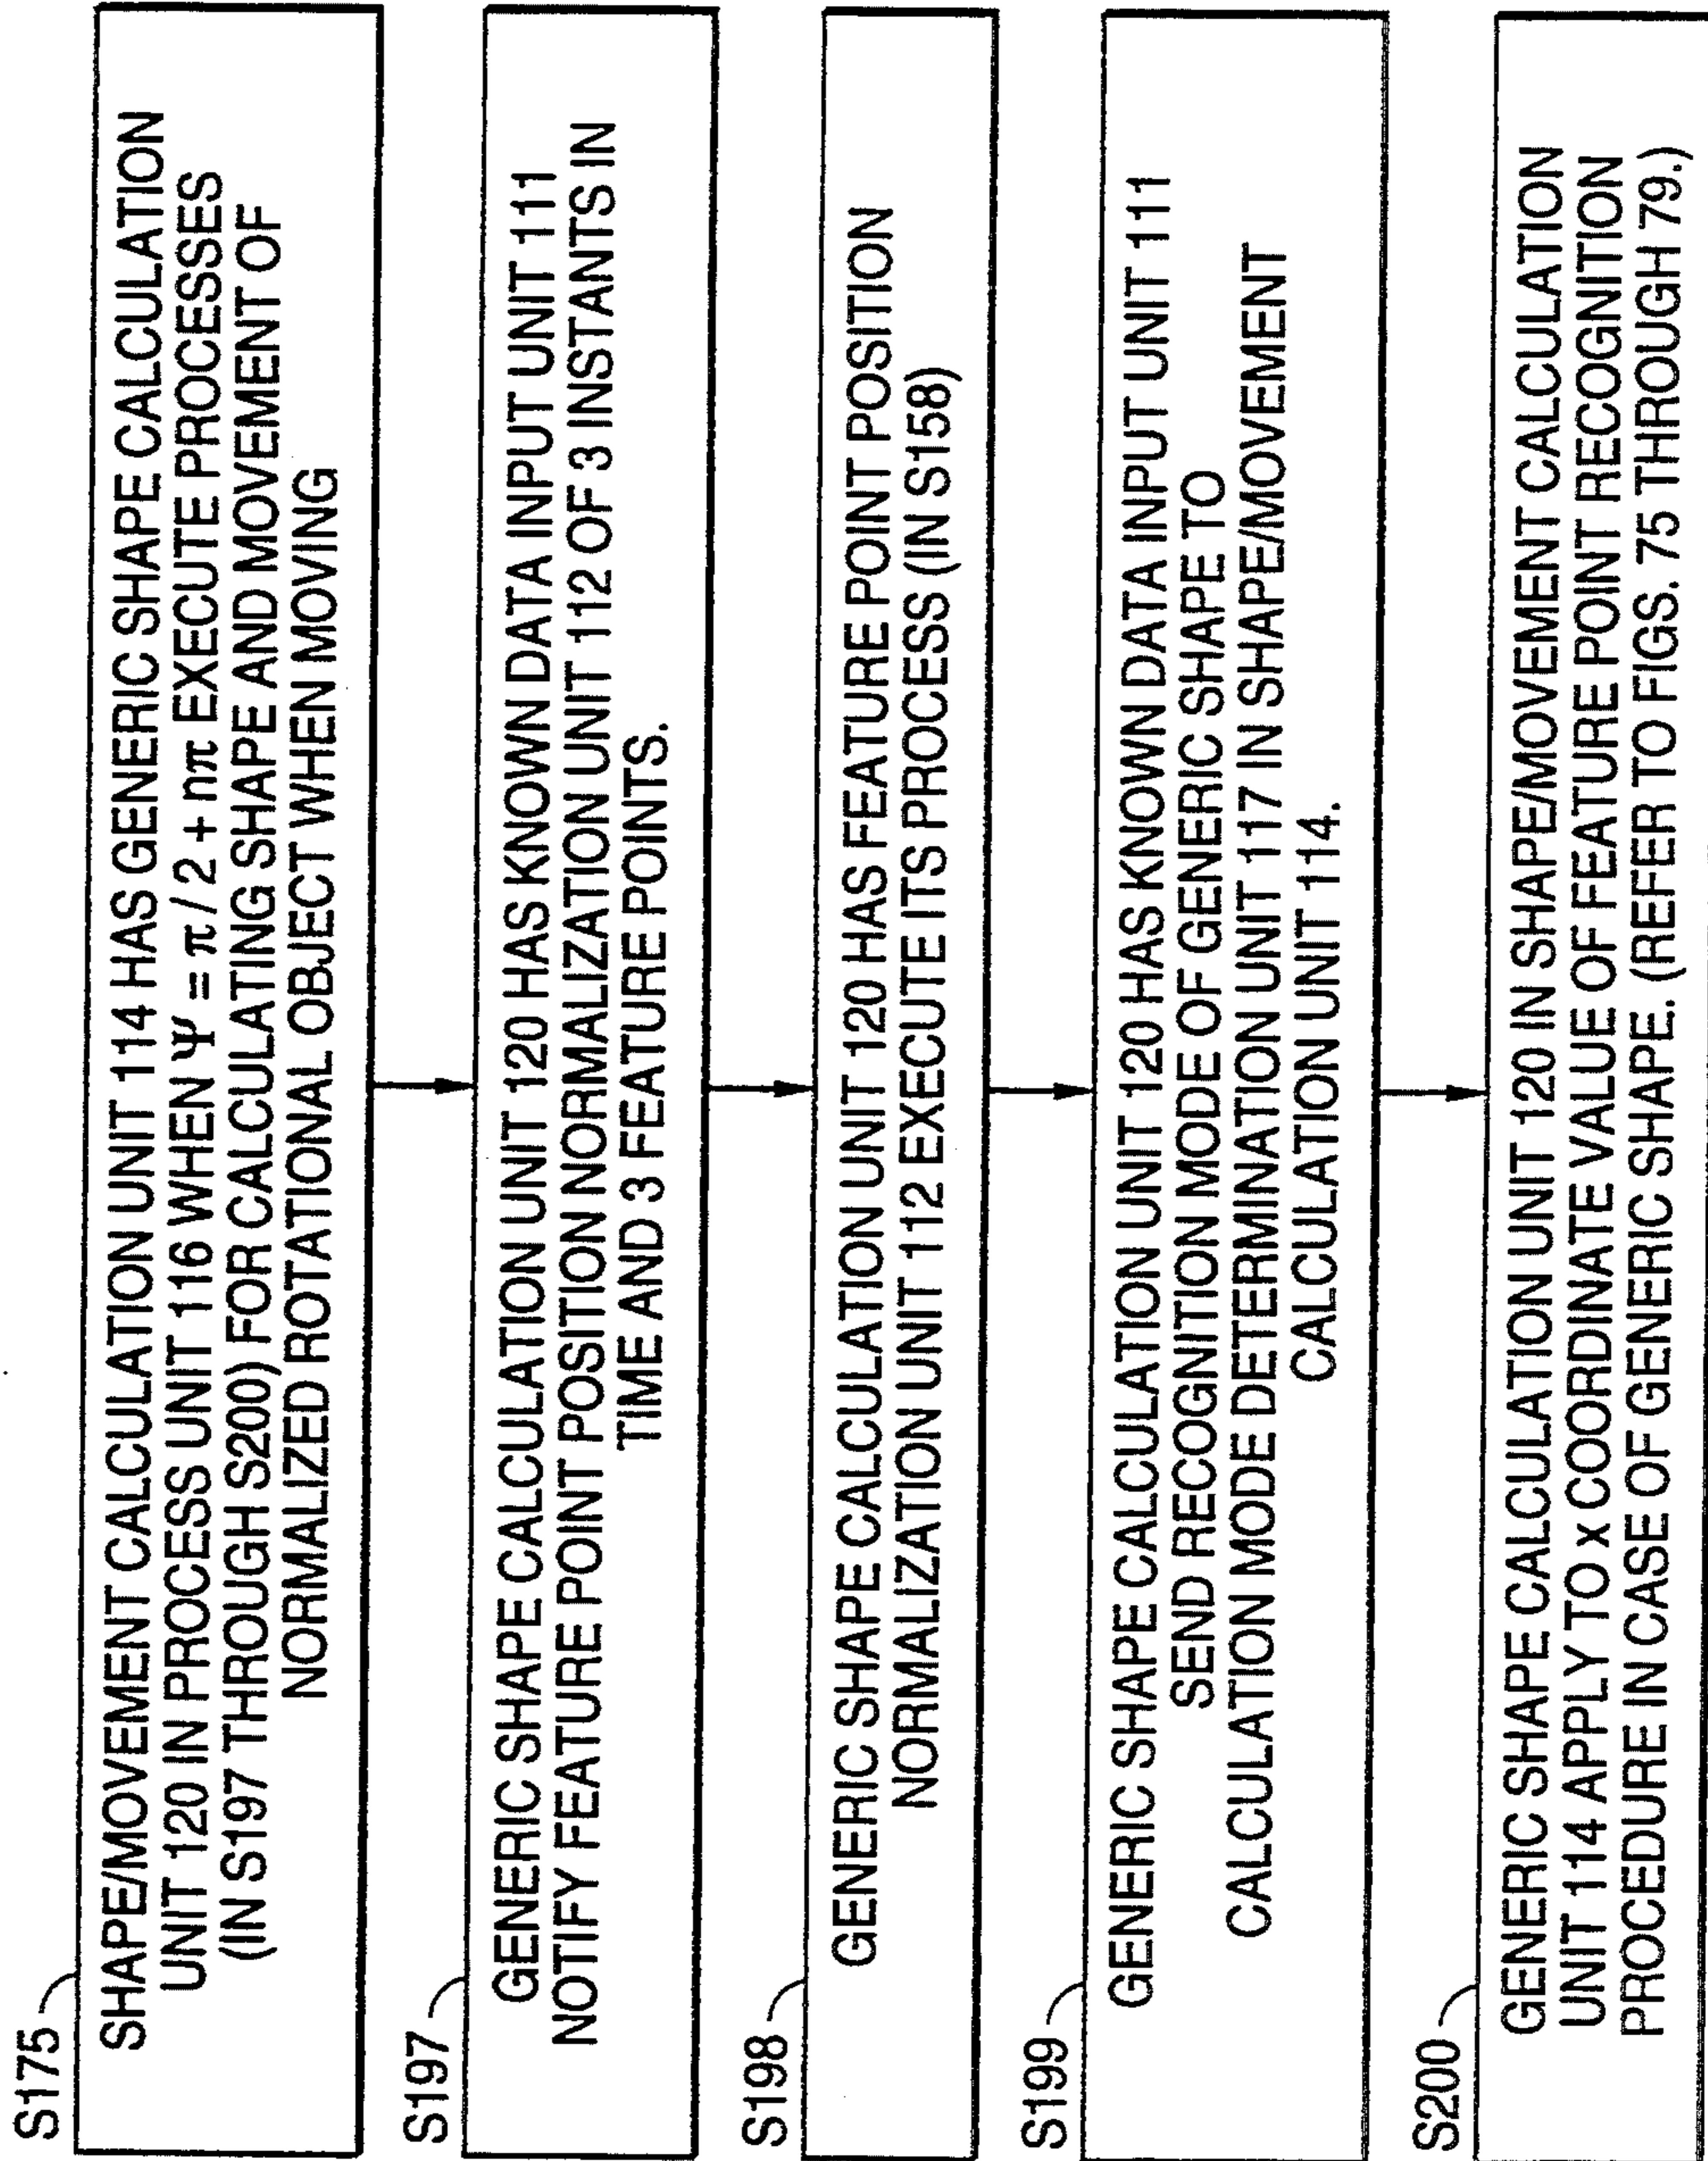 S175
SHAPE/MOVEMENT CALCULATION UNIT 114 HAS GENERIC SHAPE CALCULATION
UNIT 120 IN PROCESS UNIT 116 WHEN Ψ = π / 2 + nπ EXECUTE PROCESSES
(IN S197 THROUGH S200) FOR CALCULATING SHAPE AND MOVEMENT OF
NORMALIZED ROTATIONAL OBJECT WHEN MOVING
S197
GENERIC SHAPE CALCULATION UNIT 120 HAS KNOWN DATA INPUT UNIT 111
NOTIFY FEATURE POINT POSITION NORMALIZATION UNIT 112 OF 3 INSTANTS IN
TIME AND 3 FEATURE POINTS.
S198
GENERIC SHAPE CALCULATION UNIT 120 HAS FEATURE POINT POSITION
NORMALIZATION UNIT 112 EXECUTE ITS PROCESS (IN S158)
S199
GENERIC SHAPE CALCULATION UNIT 120 HAS KNOWN DATA INPUT UNIT 111
SEND RECOGNITION MODE OF GENERIC SHAPE TO
CALCULATION MODE DETERMINATION UNIT 117 IN SHAPE/MOVEMENT
CALCULATION UNIT 114.
S200
GENERIC SHAPE CALCULATION UNIT 120 IN SHAPE/MOVEMENT CALCULATION
UNIT 114 APPLY TO x COORDINATE VALUE OF FEATURE POINT RECOGNITION
PROCEDURE IN CASE OF GENERIC SHAPE. (REFER TO FIGS. 75 THROUGH 79.)